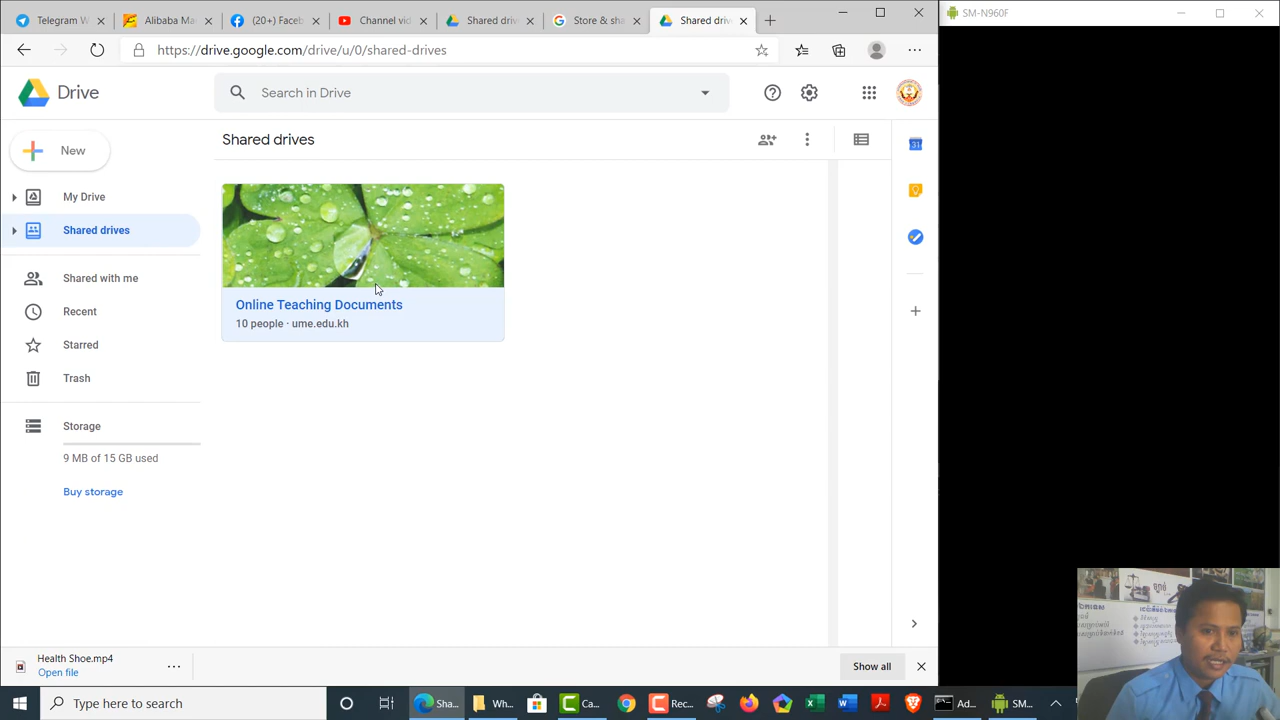 Telegram W
Alibaba Ma
(20+) Face
Channel vid
Shared driv
Store & sha
Shared driv
SM-N960F
https://drive.google.com/drive/u/0/shared-drives
Drive
Search in Drive
New
Shared drives
My Drive
Shared drives
Shared with me
Recent
Starred
Trash
Storage
9 MB of 15 GB used
Buy storage
Online Teaching Documents
10 people · ume.edu.kh
31
Health Shoe.mp4
Open file
Show all
Type here to search
Sha
Wh...
Ca...
Rec...
Ad...
SM...